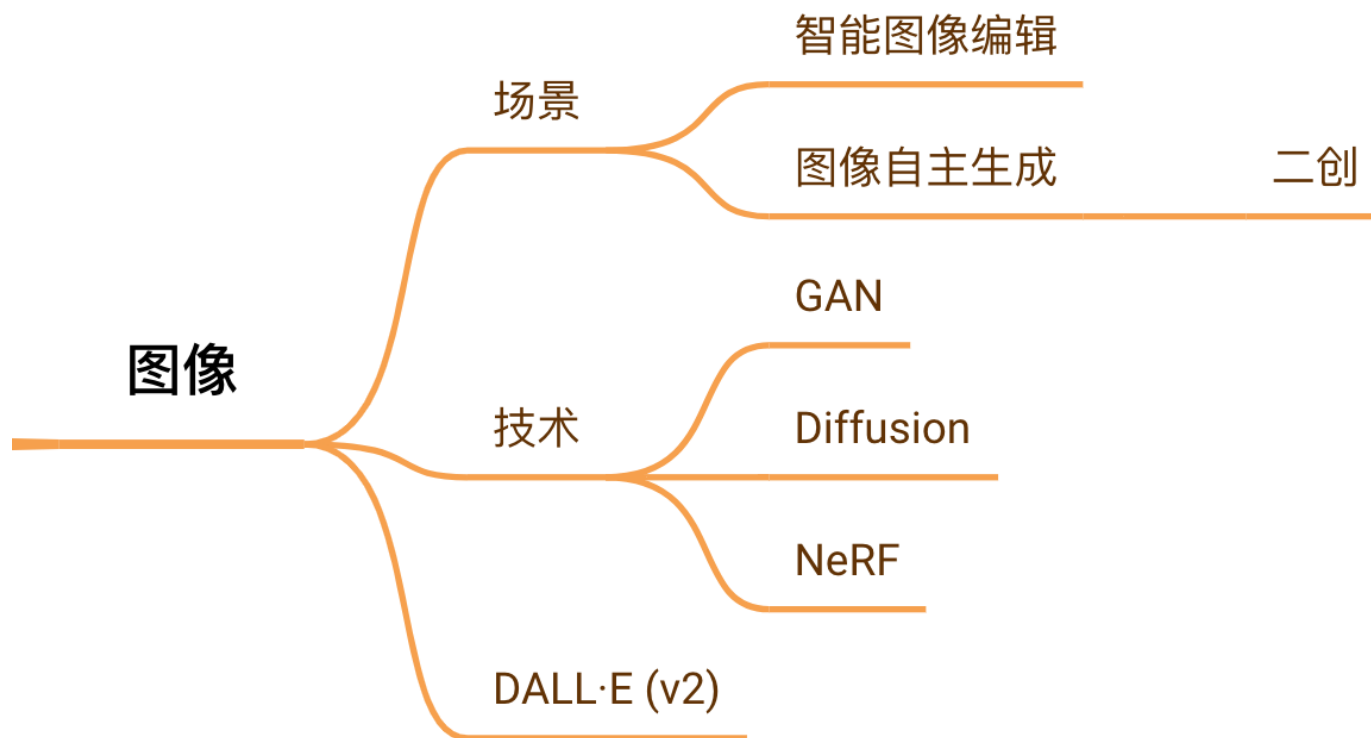 智能图像编辑
场景
图像自主生成
二创
GAN
图像
技术
Diffusion
NeRF
DALL·E (v2)